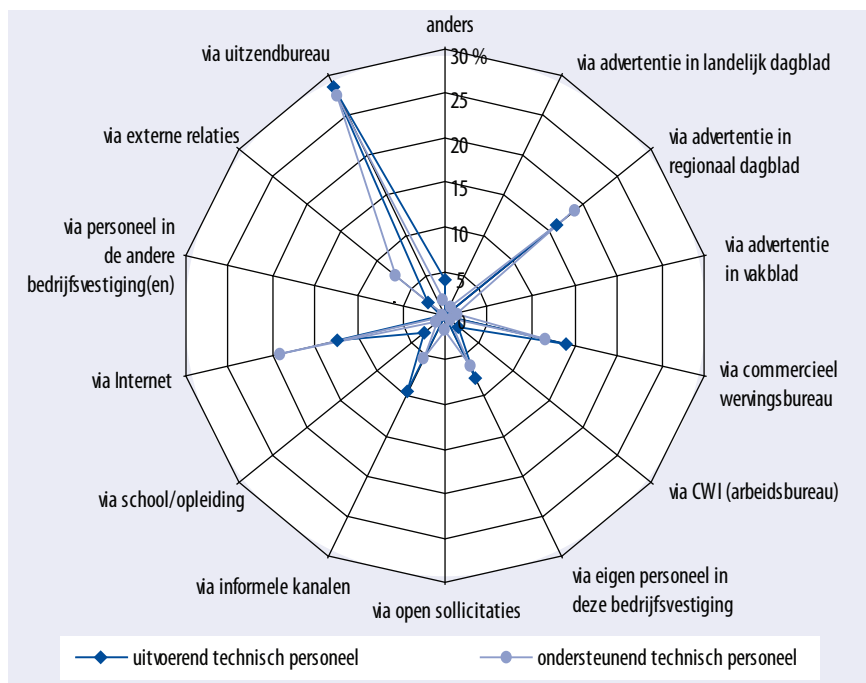 anders
30 %
25
20
15
10
5
0
via advertentie in landelijk dagblad
via advertentie in
regionaal dagblad
via advertentie
in vakblad
via commercieel
wervingsbureau
via CWI (arbeidsbureau)
via eigen personeel in
deze bedrijfsvestiging
via open sollicitaties
via informele kanalen
via school/opleiding
via Internet
via personeel in
de andere
bedrijfsvestiging(en)
via externe relaties
via uitzendbureau
uitvoerend technisch personeel
ondersteunend technisch personeel